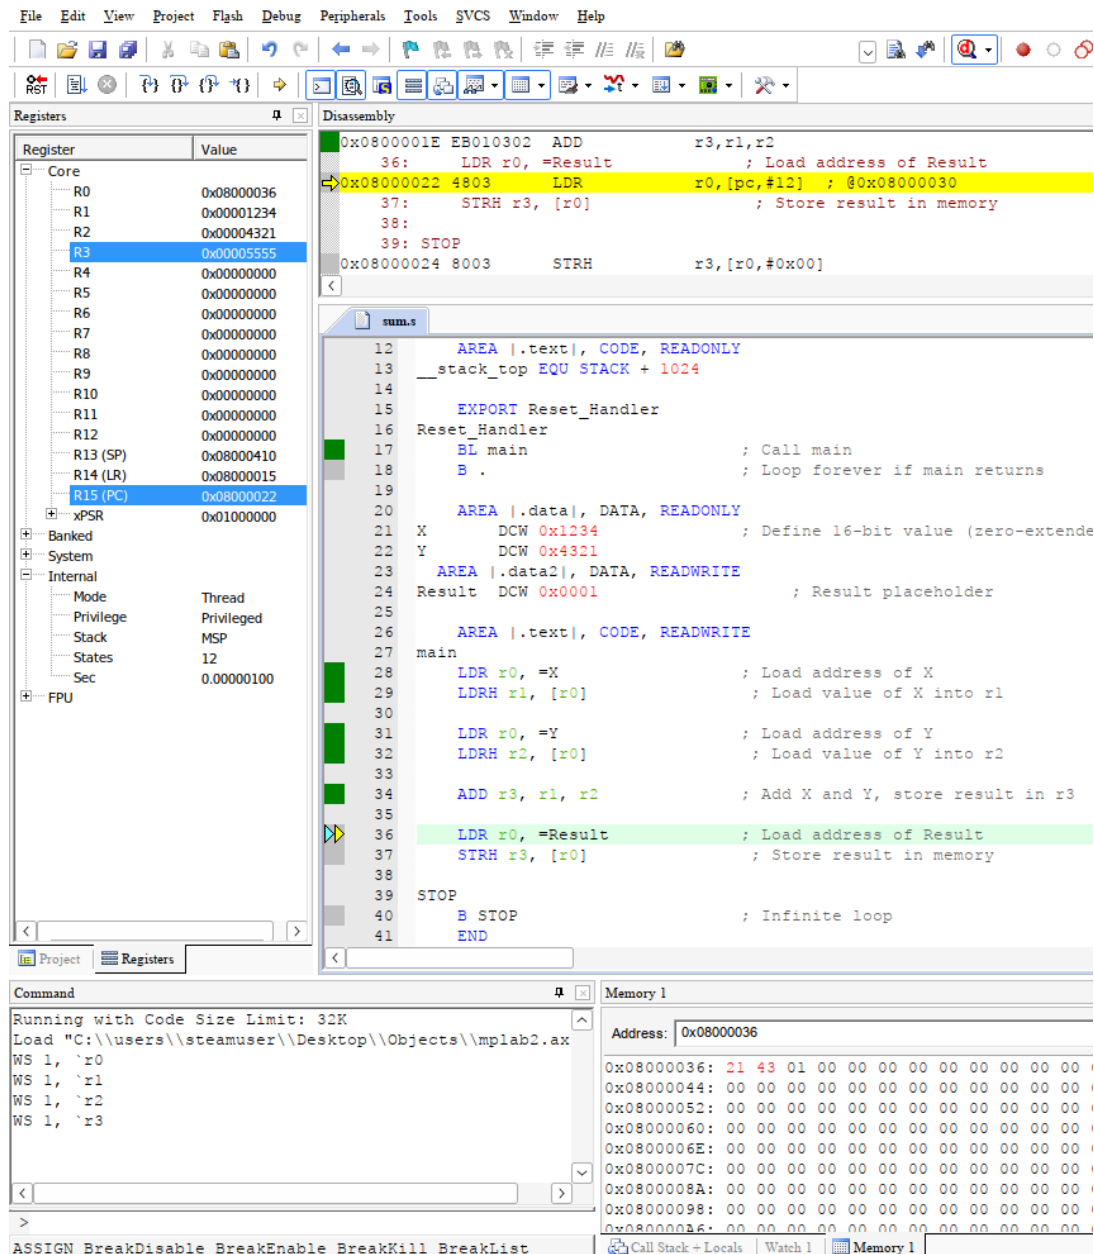 File Edit View Project Flash Debug Peripherals Tools SVCS Window Help
RST
Registers
Register Value
Core
R0 0x08000036
R1 0x00001234
R2 0x00004321
R3 0x00005555
R4 0x00000000
R5 0x00000000
R6 0x00000000
R7 0x00000000
R8 0x00000000
R9 0x00000000
R10 0x00000000
R11 0x00000000
R12 0x00000000
R13 (SP) 0x08000410
R14 (LR) 0x08000015
R15 (PC) 0x08000022
xPSR 0x01000000
Banked
System
Internal
Mode Thread
Privilege Privileged
Stack MSP
States 12
Sec 0.00000100
FPU
Project Registers
Disassembly
0x0800001E EB010302 ADD r3,r1,r2
36: LDR r0, =Result ; Load address of Result
0x08000022 4803 LDR r0,[pc,#12] ; @0x08000030
37: STRH r3, [r0] ; Store result in memory
38:
39: STOP
0x08000024 8003 STRH r3,[r0,#0x00]
sum.s
12 AREA |.text|, CODE, READONLY
13 __stack_top EQU STACK + 1024
14
15 EXPORT Reset_Handler
16 Reset_Handler
17 BL main ; Call main
18 B . ; Loop forever if main returns
19
20 AREA |.data|, DATA, READONLY
21 X DCW 0x1234 ; Define 16-bit value (zero-extende
22 Y DCW 0x4321
23 AREA |.data2|, DATA, READWRITE
24 Result DCW 0x0001 ; Result placeholder
25
26 AREA |.text|, CODE, READWRITE
27 main
28 LDR r0, =X ; Load address of X
29 LDRH r1, [r0] ; Load value of X into r1
30
31 LDR r0, =Y ; Load address of Y
32 LDRH r2, [r0] ; Load value of Y into r2
33
34 ADD r3, r1, r2 ; Add X and Y, store result in r3
35
36 LDR r0, =Result ; Load address of Result
37 STRH r3, [r0] ; Store result in memory
38
39 STOP
40 B STOP ; Infinite loop
41 END
Command
Running with Code Size Limit: 32K
Load "C:\\users\\steamuser\\Desktop\\Objects\\mplab2.ax
WS 1, `r0
WS 1, `r1
WS 1, `r2
WS 1, `r3
>
ASSIGN BreakDisable BreakEnable BreakKill BreakList
Memory 1
Address: 0x08000036
0x08000036: 21 43 01 00 00 00 00 00 00 00 00 00
0x08000044: 00 00 00 00 00 00 00 00 00 00 00 00
0x08000052: 00 00 00 00 00 00 00 00 00 00 00 00
0x08000060: 00 00 00 00 00 00 00 00 00 00 00 00
0x0800006E: 00 00 00 00 00 00 00 00 00 00 00 00
0x0800007C: 00 00 00 00 00 00 00 00 00 00 00 00
0x0800008A: 00 00 00 00 00 00 00 00 00 00 00 00
0x08000098: 00 00 00 00 00 00 00 00 00 00 00 00
0x080000A6: 00 00 00 00 00 00 00 00 00 00 00 00
Call Stack + Locals Watch 1 Memory 1